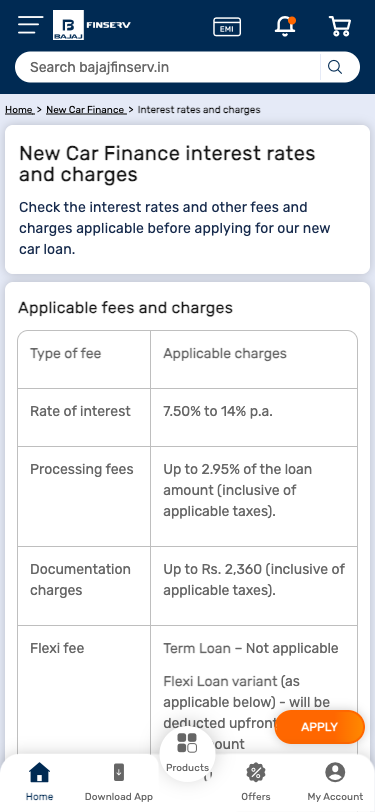 B
BAJAJ
FINSERV
EMI
Search bajajfinserv.in
Home > New Car Finance > Interest rates and charges
New Car Finance interest rates
and charges
Check the interest rates and other fees and
charges applicable before applying for our new
car loan.
Applicable fees and charges
Type of fee
Applicable charges
Rate of interest
7.50% to 14% p.a.
Processing fees
Up to 2.95% of the loan
amount (inclusive of
applicable taxes).
Documentation
charges
Up to Rs. 2,360 (inclusive of
applicable taxes).
Flexi fee
Term Loan – Not applicable
Flexi Loan variant (as
applicable below) - will be
deducted upfront
APPLY
Home
Download App
Products
Offers
My Account